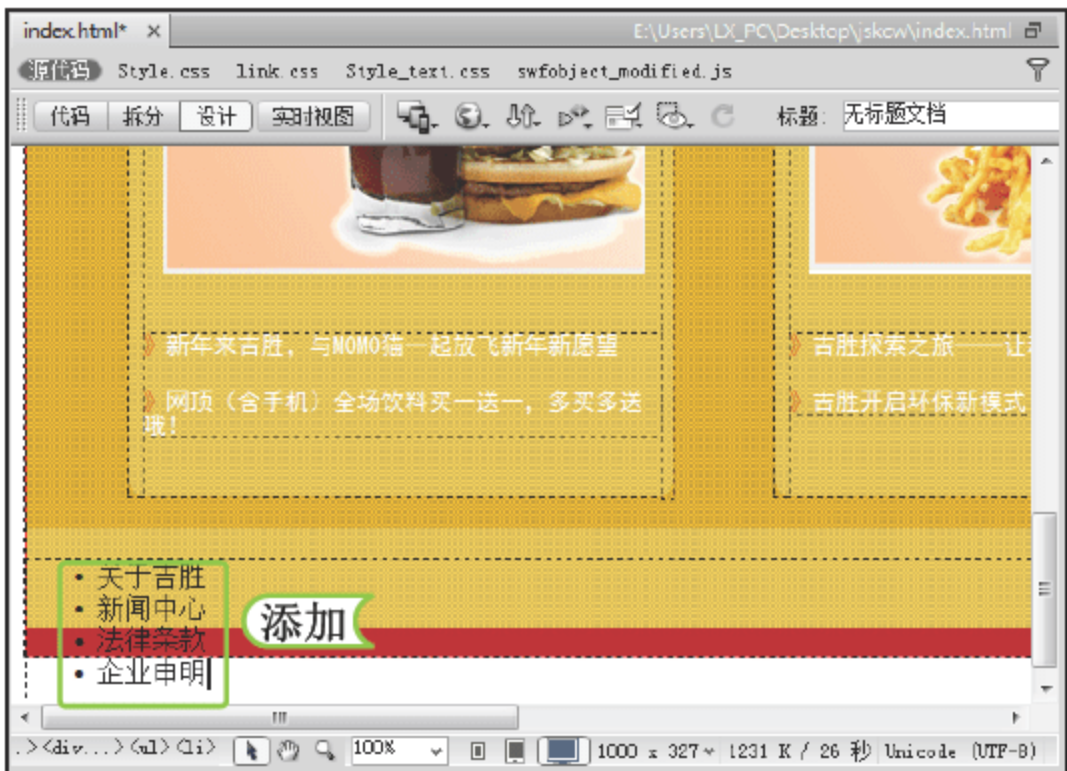 index.html* × E:\Users\LX_PC\Desktop\jskcw\index.html
源代码 Style.css link.css Style_text.css swfobject_modified.js
代码 拆分 设计 实时视图 标题: 无标题文档
》新年来吉胜，与MOMO猫一起放飞新年新愿望
》吉胜探索之旅——让
》网顶（含手机）全场饮料买一送一，多买多送
哦！
》吉胜开启环保新模式
• 关于吉胜
• 新闻中心
• 法律条款
• 企业申明
添加
.><div...><ul><li> 100% 1000 x 327 1231 K / 26 秒 Unicode (UTF-8)